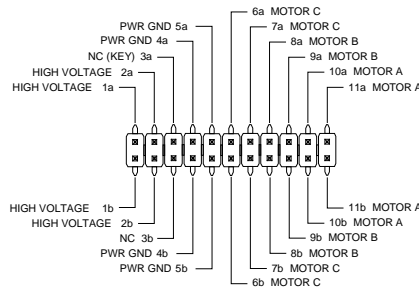 6a MOTOR C
PWR GND 5a 7a MOTOR C
PWR GND 4a 8a MOTOR B
NC (KEY) 3a 9a MOTOR B
HIGH VOLTAGE 2a 10a MOTOR A
HIGH VOLTAGE 1a 11a MOTOR A
HIGH VOLTAGE 1b 11b MOTOR A
HIGH VOLTAGE 2b 10b MOTOR A
NC 3b 9b MOTOR B
PWR GND 4b 8b MOTOR B
PWR GND 5b 7b MOTOR C
6b MOTOR C